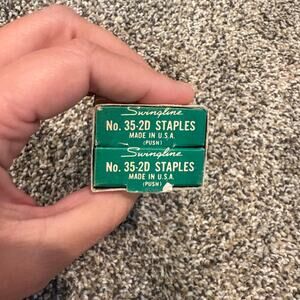 Swingline
No. 35-2D STAPLES
MADE IN U.S.A.
(PUSH)
Swingline
No. 35-2D STAPLES
MADE IN U.S.A.
(PUSH)